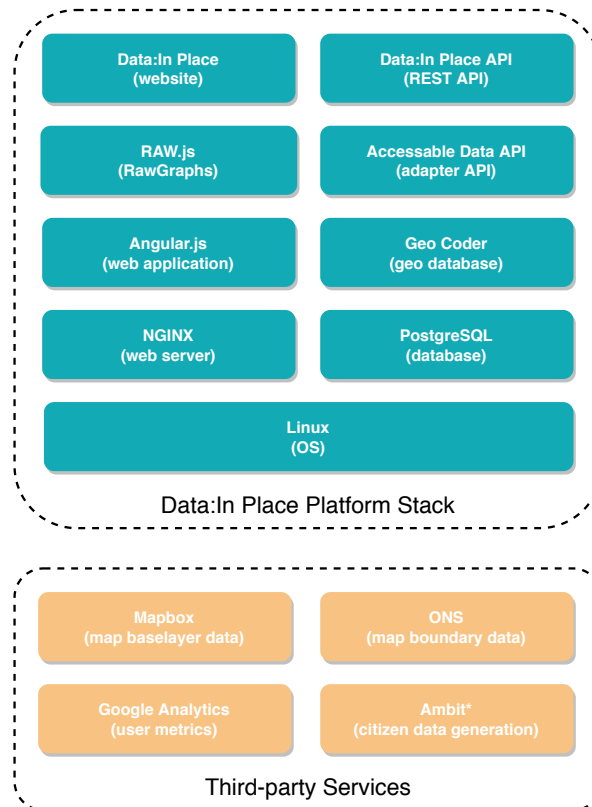 Data:In Place
(website)
Data:In Place API
(REST API)
RAW.js
(RawGraphs)
Accessable Data API
(adapter API)
Angular.js
(web application)
Geo Coder
(geo database)
NGINX
(web server)
PostgreSQL
(database)
Linux
(OS)
Data:In Place Platform Stack
Mapbox
(map baselayer data)
ONS
(map boundary data)
Google Analytics
(user metrics)
Ambit*
(citizen data generation)
Third-party Services